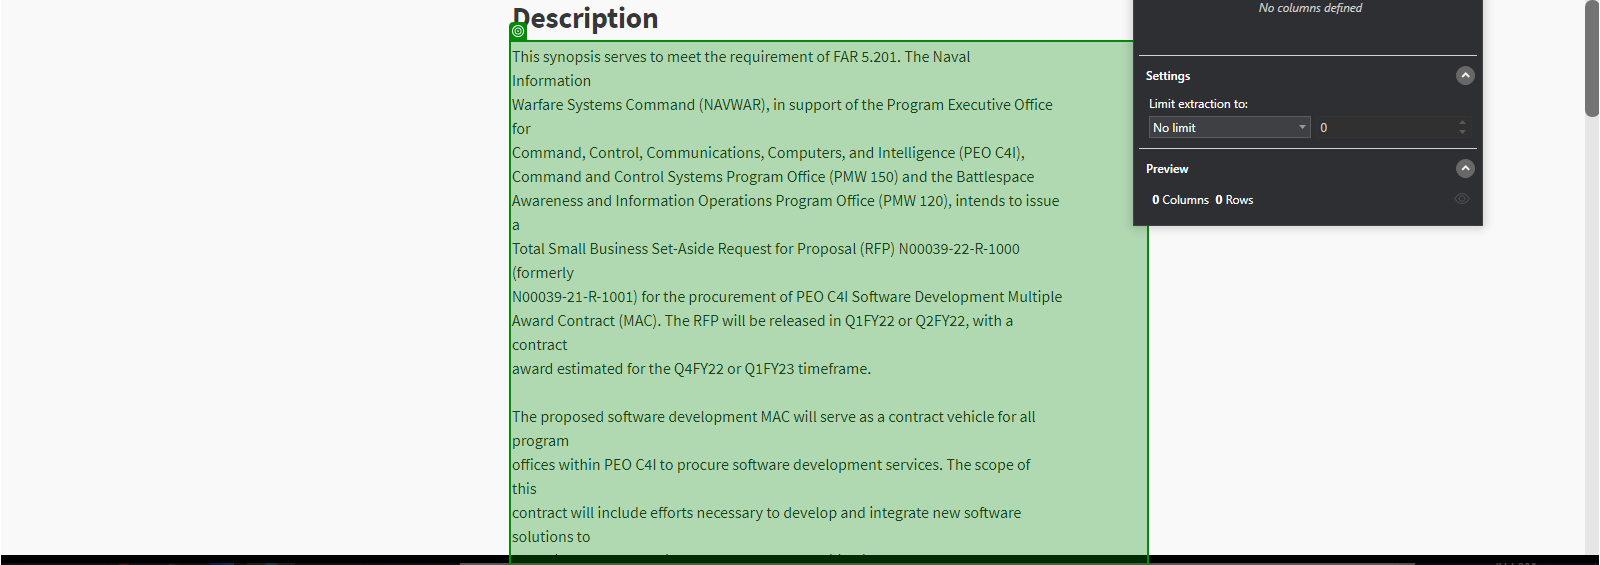 Description
This synopsis serves to meet the requirement of FAR 5.201. The Naval
Information
Warfare Systems Command (NAVWAR), in support of the Program Executive Office
for
Command, Control, Communications, Computers, and Intelligence (PEO C4I),
Command and Control Systems Program Office (PMW 150) and the Battlespace
Awareness and Information Operations Program Office (PMW 120), intends to issue
a
Total Small Business Set-Aside Request for Proposal (RFP) N00039-22-R-1000
(formerly
N00039-21-R-1001) for the procurement of PEO C4I Software Development Multiple
Award Contract (MAC). The RFP will be released in Q1FY22 or Q2FY22, with a
contract
award estimated for the Q4FY22 or Q1FY23 timeframe.
The proposed software development MAC will serve as a contract vehicle for all
program
offices within PEO C4I to procure software development services. The scope of
this
contract will include efforts necessary to develop and integrate new software
solutions to
No columns defined
Settings
Limit extraction to:
No limit
0
Preview
0 Columns 0 Rows